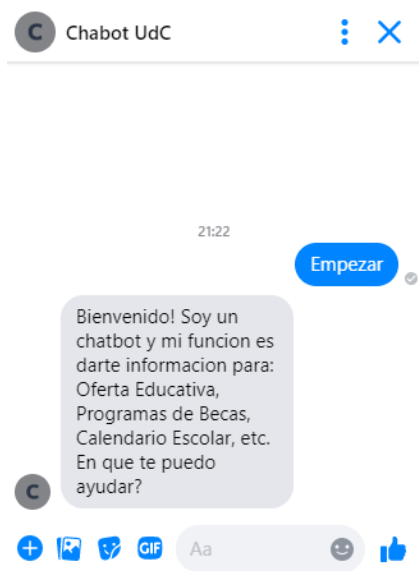 C Chabot UdC
21:22
Empezar
Bienvenido! Soy un
chatbot y mi funcion es
darte informacion para:
Oferta Educativa,
Programas de Becas,
Calendario Escolar, etc.
En que te puedo
ayudar?
C
GIF Aa